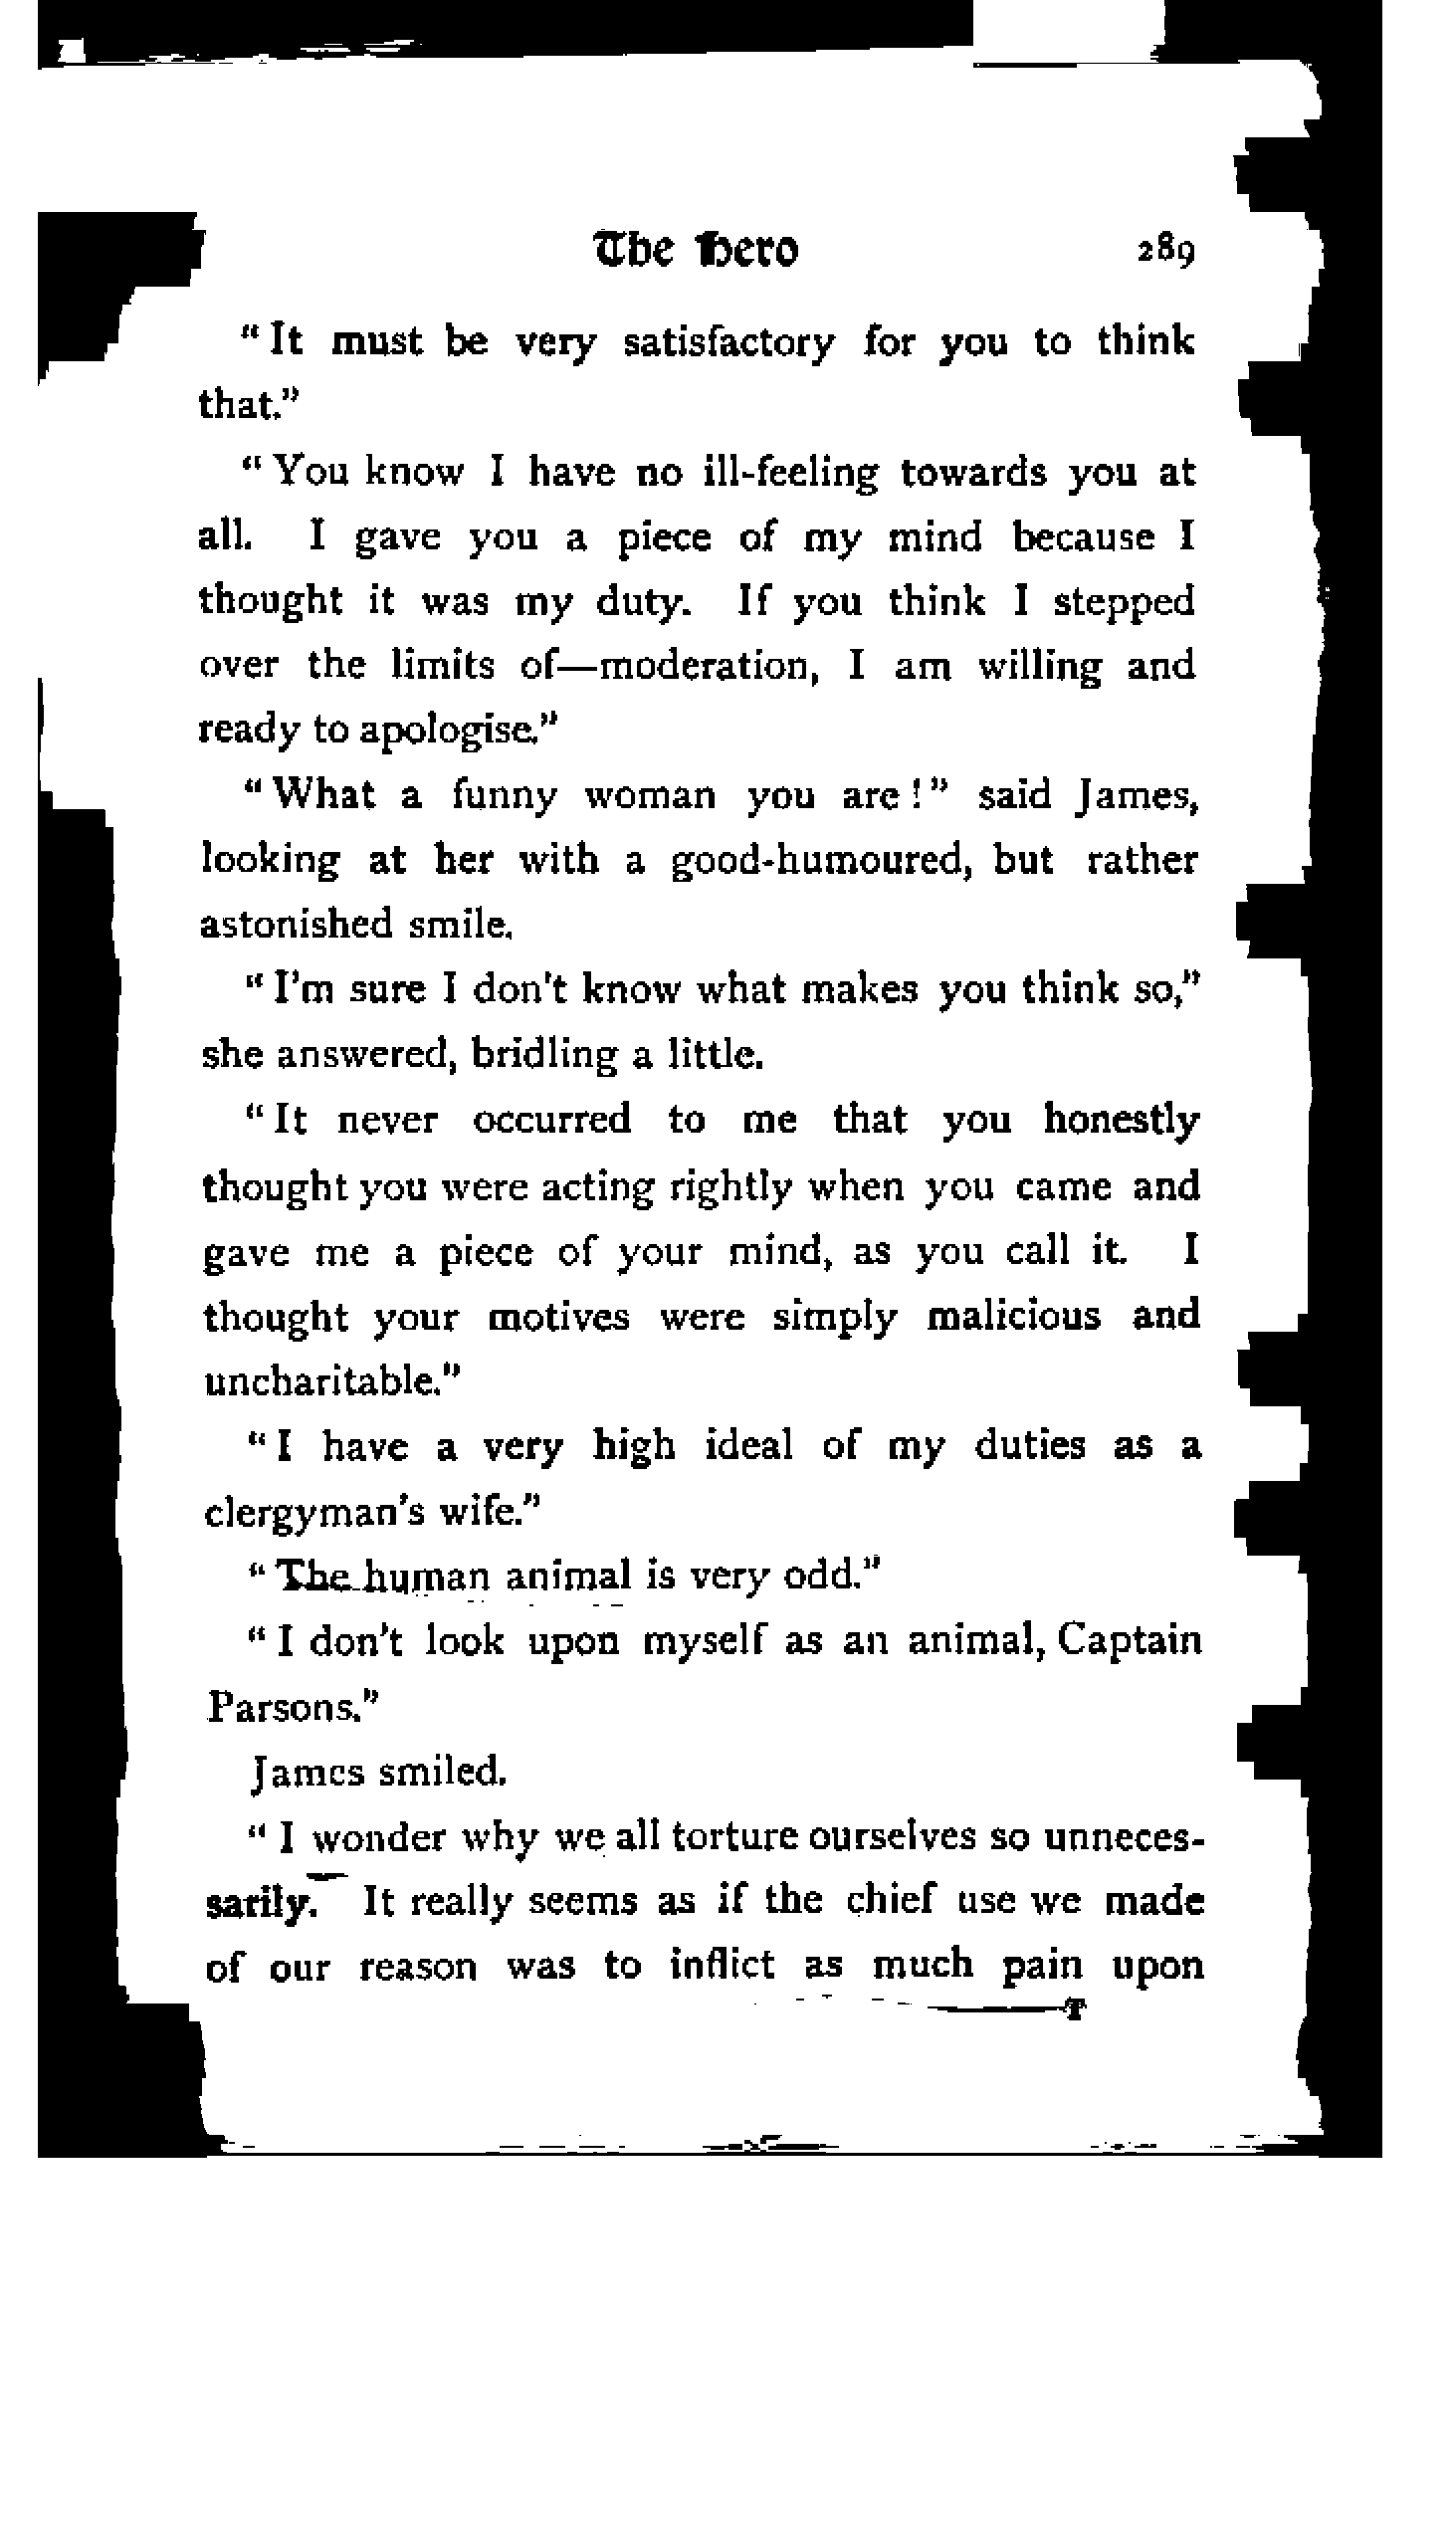 The Hero 289
"It must be very satisfactory for you to think
that."
"You know I have no ill-feeling towards you at
all. I gave you a piece of my mind because I
thought it was my duty. If you think I stepped
over the limits of—moderation, I am willing and
ready to apologise."
"What a funny woman you are!" said James,
looking at her with a good-humoured, but rather
astonished smile.
"I'm sure I don't know what makes you think so,"
she answered, bridling a little.
"It never occurred to me that you honestly
thought you were acting rightly when you came and
gave me a piece of your mind, as you call it. I
thought your motives were simply malicious and
uncharitable."
"I have a very high ideal of my duties as a
clergyman's wife."
"The human animal is very odd."
"I don't look upon myself as an animal, Captain
Parsons."
James smiled.
"I wonder why we all torture ourselves so unneces-
sarily. It really seems as if the chief use we made
of our reason was to inflict as much pain upon
T